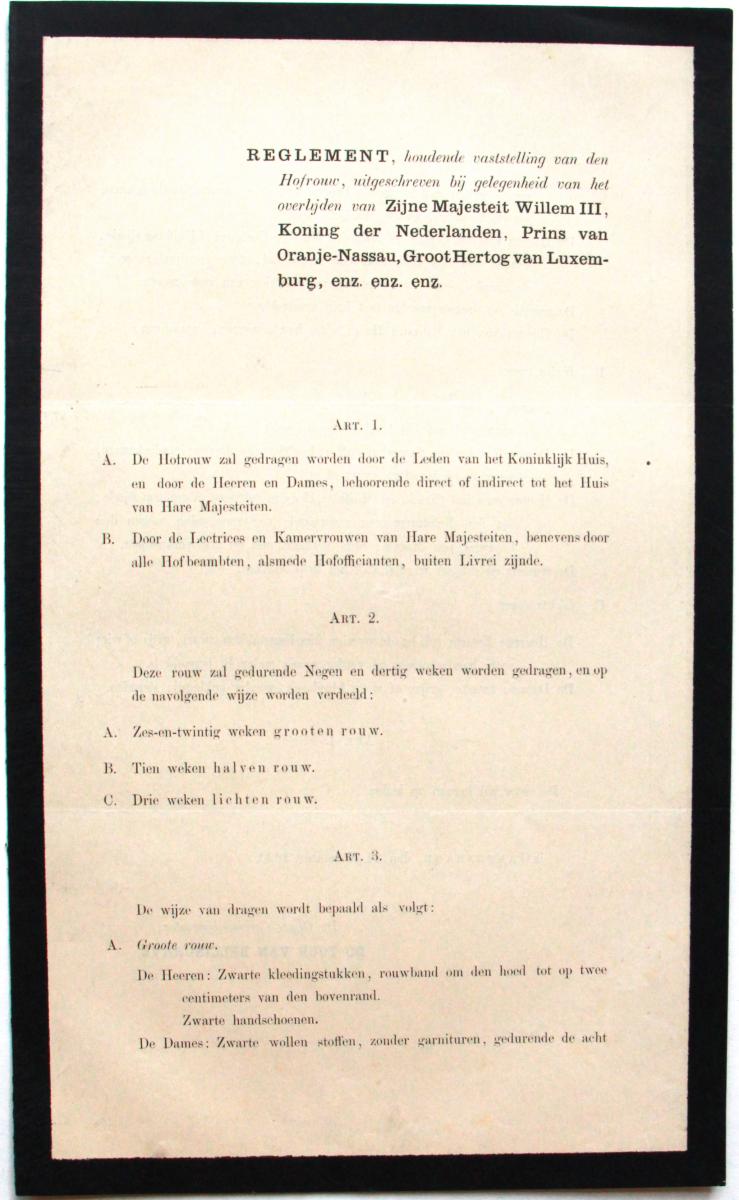 REGLEMENT, houdende vaststelling van den
Hofrouw, uitgeschreven bij gelegenheid van het
overlijden van Zijne Majesteit Willem III,
Koning der Nederlanden, Prins van
Oranje-Nassau, GrootHertog van Luxem-
burg, enz. enz. enz.
ART. 1.
A. De Hofrouw zal gedragen worden door de Leden van het Koninklijk Huis,
en door de Heeren en Dames, behoorende direct of indirect tot het Huis
van Hare Majesteiten.
B. Door de Lectrices en Kamervrouwen van Hare Majesteiten, benevens door
alle Hofbeambten, alsmede Hofofficianten, buiten Livrei zijnde.
ART. 2.
Deze rouw zal gedurende Negen en dertig weken worden gedragen, en op
de navolgende wijze worden verdeeld:
A. Zes-en-twintig weken grooten rouw.
B. Tien weken halven rouw.
C. Drie weken lichten rouw.
ART. 3.
De wijze van dragen wordt bepaald als volgt:
A. Groote rouw.
De Heeren: Zwarte kleedingstukken, rouwband om den hoed tot op twee
centimeters van den bovenrand.
Zwarte handschoenen.
De Dames: Zwarte wollen stoffen, zonder garnituren, gedurende de acht